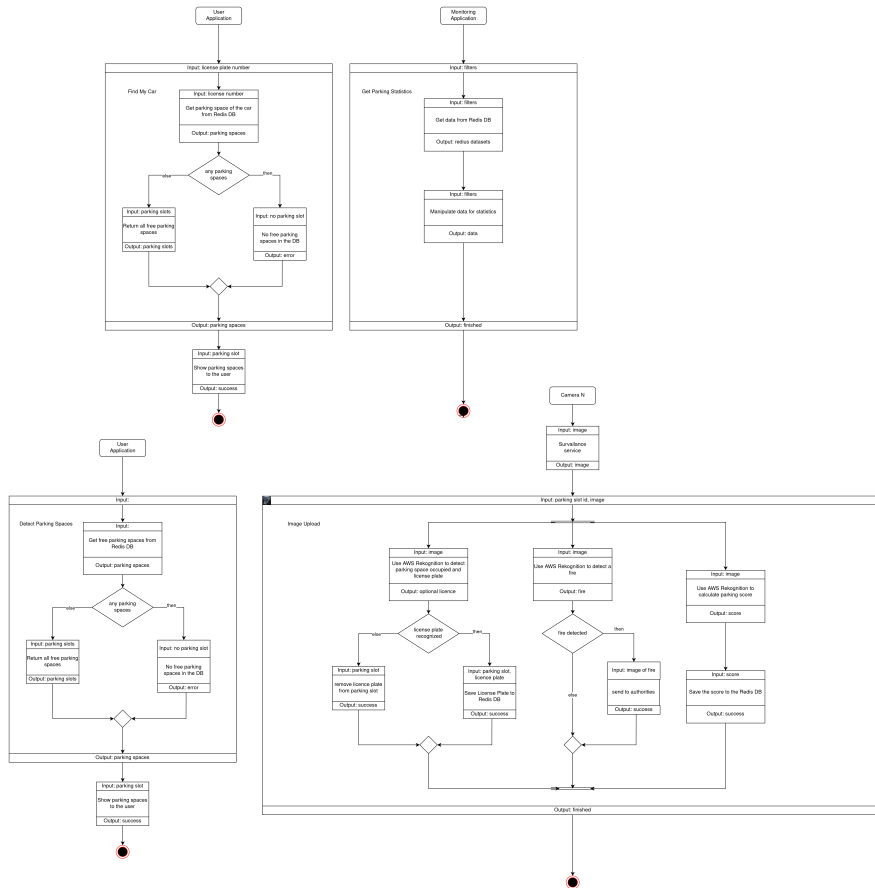 User
Application
Input: license plate number
Find My Car
Input: license number
Get parking space of the car
from Redis DB
Output: parking spaces
any parking
spaces
else
then
Input: parking slots
Return all free parking
spaces
Output: parking slots
Input: no parking slot
No free parking
spaces in the DB
Output: error
Output: parking spaces
Input: parking slot
Show parking spaces
to the user
Output: success
Monitoring
Application
Input: filters
Get Parking Statistics
Input: filters
Get data from Redis DB
Output: redius datasets
Input: filters
Manipulate data for statistics
Output: data
Output: finished
User
Application
Input:
Detect Parking Spaces
Input:
Get free parking spaces from
Redis DB
Output: parking spaces
any parking
spaces
else
then
Input: parking slots
Return all free parking
spaces
Output: parking slots
Input: no parking slot
No free parking
spaces in the DB
Output: error
Output: parking spaces
Input: parking slot
Show parking spaces
to the user
Output: success
Camera N
Input: image
Survailance
service
Output: image
Input: parking slot id, image
Image Upload
Input: image
Use AWS Rekognition to detect
parking space occupied and
license plate
Output: optional licence
license plate
recognized
else
then
Input: parking slot
remove licence plate
from parking slot
Output: success
Input: parking slot,
licence plate
Save License Plate to
Redis DB
Output: success
Input: image
Use AWS Rekognition to detect a
fire
Output: fire
fire detected
then
else
Input: image of fire
send to authorities
Output: success
Input: image
Use AWS Rekognition to
calculate parking score
Output: score
Input: score
Save the score to the Redis DB
Output: success
Output: finished